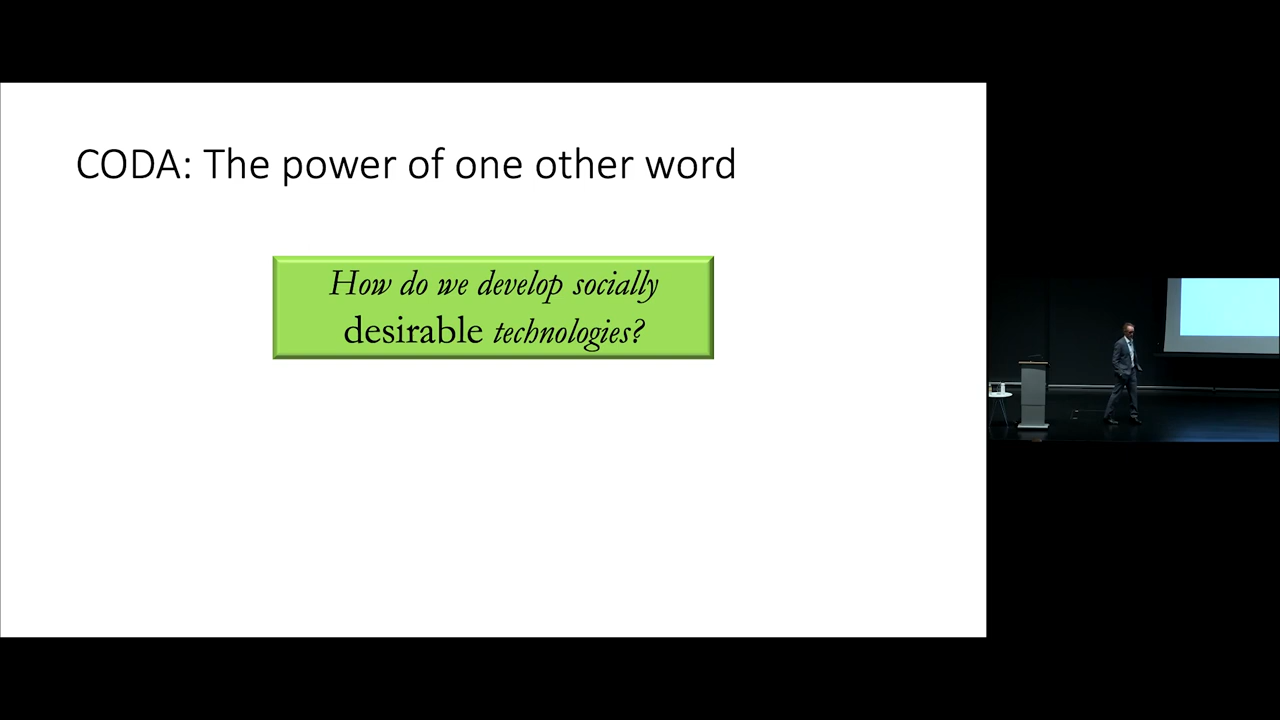 CODA: The power of one other word
How do we develop socially
desirable technologies?